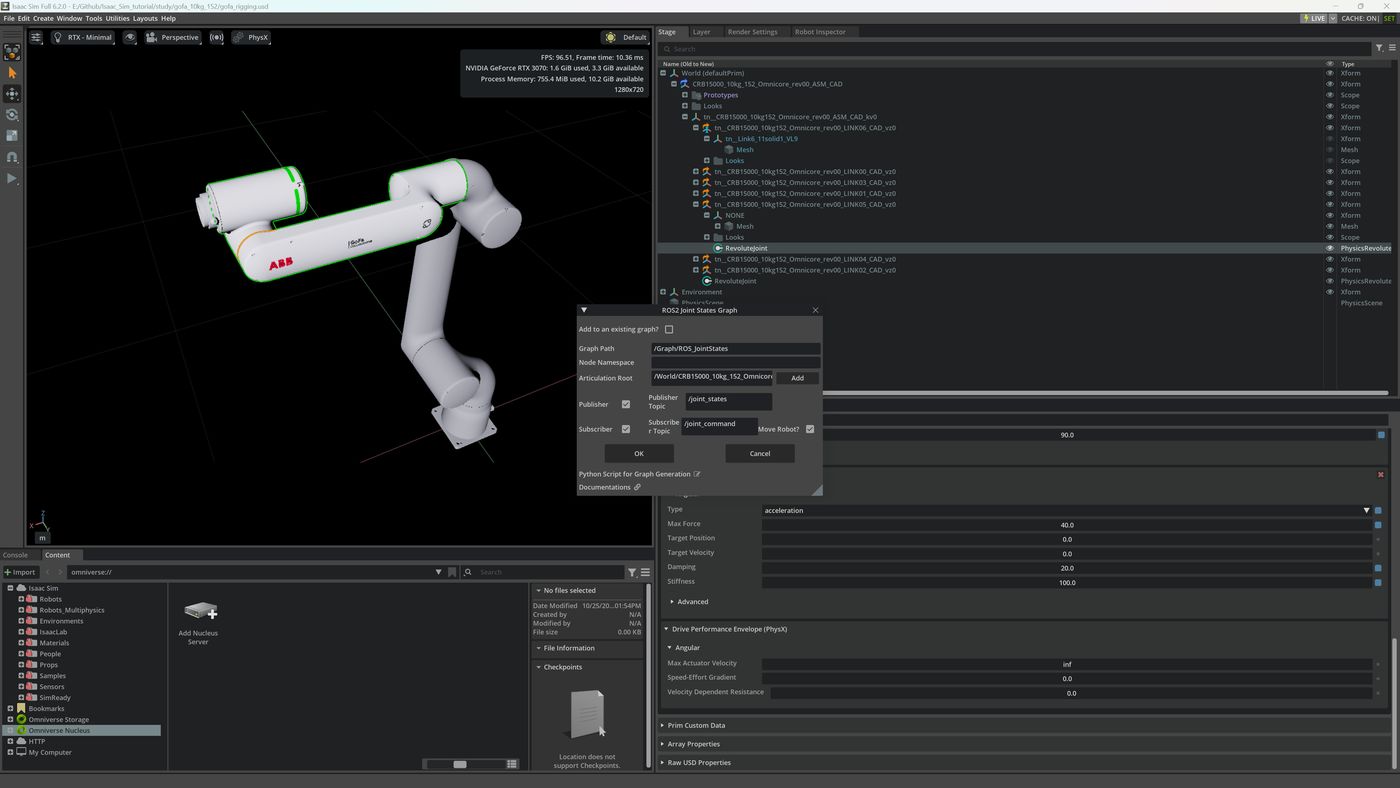 Isaac Sim Full 6.2.0 - E:/Github/Isaac_Sim_tutorial/study/gofa_10kg_152/gofa_rigging.usd
File Edit Create Window Tools Utilities Layouts Help
LIVE CACHE: ON SET
RTX - Minimal
Perspective
PhysX
Default
FPS: 96.51, Frame time: 10.36 ms
NVIDIA GeForce RTX 3070: 1.6 GiB used, 3.3 GiB available
Process Memory: 755.4 MiB used, 10.2 GiB available
1280x720
ABB
GoFa
Z
X
Y
m
Stage Layer Render Settings Robot Inspector
Search
Name (Old to New) Type
World (defaultPrim) Xform
CRB15000_10kg_152_Omnicore_rev00_ASM_CAD Xform
Prototypes Scope
Looks Scope
tn__CRB15000_10kg152_Omnicore_rev00_ASM_CAD_kv0 Xform
tn__CRB15000_10kg152_Omnicore_rev00_LINK06_CAD_vz0 Xform
tn__Link6_11solid1_VL9 Xform
Mesh Mesh
Looks Scope
tn__CRB15000_10kg152_Omnicore_rev00_LINK00_CAD_vz0 Xform
tn__CRB15000_10kg152_Omnicore_rev00_LINK03_CAD_vz0 Xform
tn__CRB15000_10kg152_Omnicore_rev00_LINK01_CAD_vz0 Xform
tn__CRB15000_10kg152_Omnicore_rev00_LINK05_CAD_vz0 Xform
NONE Xform
Mesh Mesh
Looks Scope
RevoluteJoint PhysicsRevolute
tn__CRB15000_10kg152_Omnicore_rev00_LINK04_CAD_vz0 Xform
tn__CRB15000_10kg152_Omnicore_rev00_LINK02_CAD_vz0 Xform
RevoluteJoint PhysicsRevolute
Environment Xform
PhysicsScene PhysicsScene
ROS2 Joint States Graph
Add to an existing graph?
Graph Path /Graph/ROS_JointStates
Node Namespace
Articulation Root /World/CRB15000_10kg_152_Omnicore Add
Publisher Publisher Topic /joint_states
Subscriber Subscribe r Topic /joint_command Move Robot?
OK Cancel
Python Script for Graph Generation
Documentations
90.0
Type acceleration
Max Force 40.0
Target Position 0.0
Target Velocity 0.0
Damping 20.0
Stiffness 100.0
Advanced
Drive Performance Envelope (PhysX)
Angular
Max Actuator Velocity inf
Speed-Effort Gradient 0.0
Velocity Dependent Resistance 0.0
Prim Custom Data
Array Properties
Raw USD Properties
Console Content
Import omniverse:// Search
Isaac Sim
Robots
Robots_Multiphysics
Environments
IsaacLab
Materials
People
Props
Samples
Sensors
SimReady
Bookmarks
Omniverse Storage
Omniverse Nucleus
HTTP
My Computer
Add Nucleus
Server
No files selected
Date Modified 10/25/20...01:54PM
Created by N/A
Modified by N/A
File size 0.00 KB
File Information
Checkpoints
Location does not
support Checkpoints.